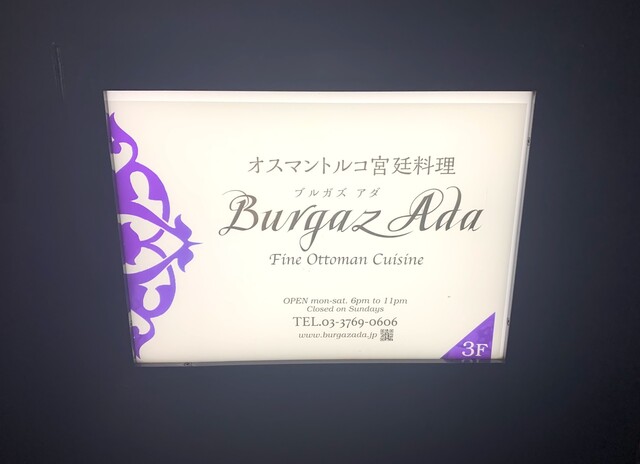 オスマントルコ宮廷料理
ブルガズ アダ
Burgaz Ada
Fine Ottoman Cuisine
OPEN mon-sat. 6pm to 11pm
Closed on Sundays
TEL.03-3769-0606
www.burgazada.jp
3F